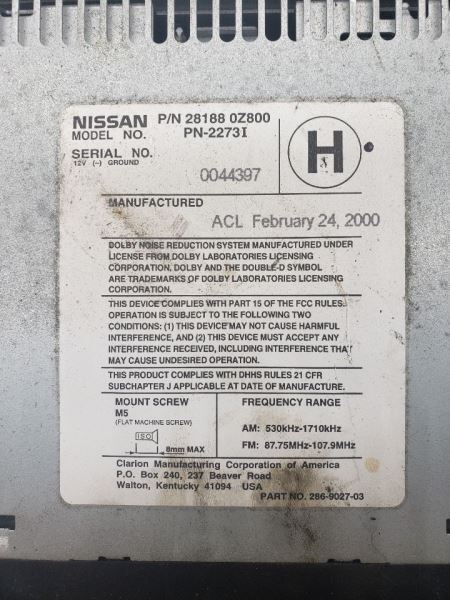 NISSAN P/N 28188 0Z800
MODEL NO. PN-2273I
SERIAL NO.
12V (-) GROUND
0044397
H
MANUFACTURED
ACL February 24, 2000
DOLBY NOISE REDUCTION SYSTEM MANUFACTURED UNDER
LICENSE FROM DOLBY LABORATORIES LICENSING
CORPORATION, DOLBY AND THE DOUBLE-D SYMBOL
ARE TRADEMARKS OF DOLBY LABORATORIES LICENSING
CORPORATION.
THIS DEVICE COMPLIES WITH PART 15 OF THE FCC RULES.
OPERATION IS SUBJECT TO THE FOLLOWING TWO
CONDITIONS: (1) THIS DEVICE MAY NOT CAUSE HARMFUL
INTERFERENCE, AND (2) THIS DEVICE MUST ACCEPT ANY
INTERFERENCE RECEIVED, INCLUDING INTERFERENCE THAT
MAY CAUSE UNDESIRED OPERATION.
THIS PRODUCT COMPLIES WITH DHHS RULES 21 CFR
SUBCHAPTER J APPLICABLE AT DATE OF MANUFACTURE.
MOUNT SCREW
M5
(FLAT MACHINE SCREW)
ISO
8mm MAX
FREQUENCY RANGE
AM: 530kHz-1710kHz
FM: 87.75MHz-107.9MHz
Clarion Manufacturing Corporation of America
P.O. Box 240, 237 Beaver Road
Walton, Kentucky 41094 USA
PART NO. 286-9027-03